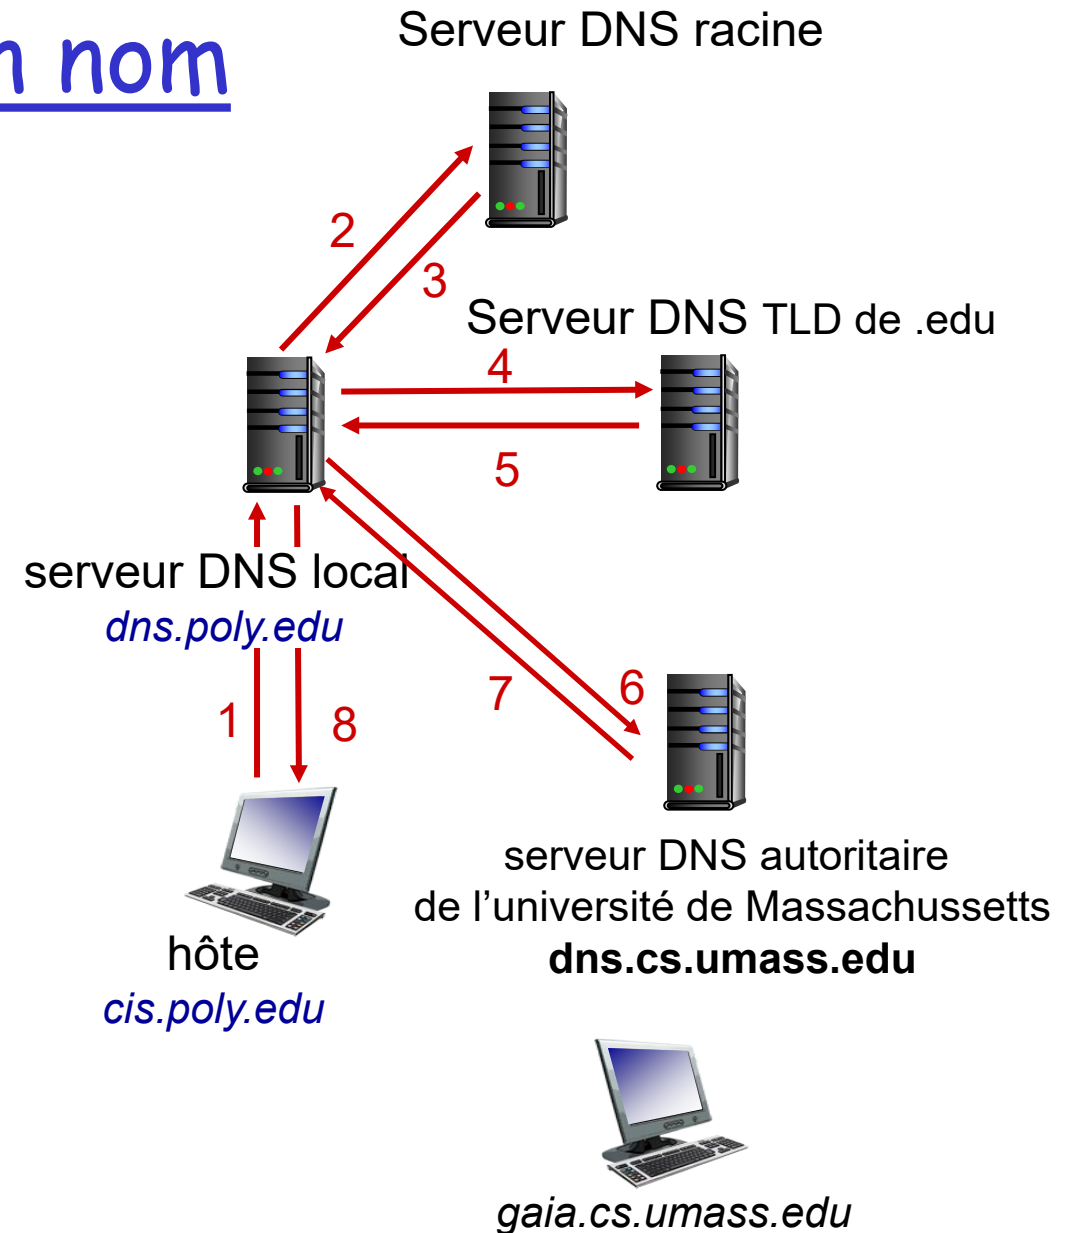 n nom
Serveur DNS racine
2
3
Serveur DNS TLD de .edu
4
5
serveur DNS local
dns.poly.edu
6
7
1
8
serveur DNS autoritaire
de l’université de Massachussetts
dns.cs.umass.edu
hôte
cis.poly.edu
gaia.cs.umass.edu